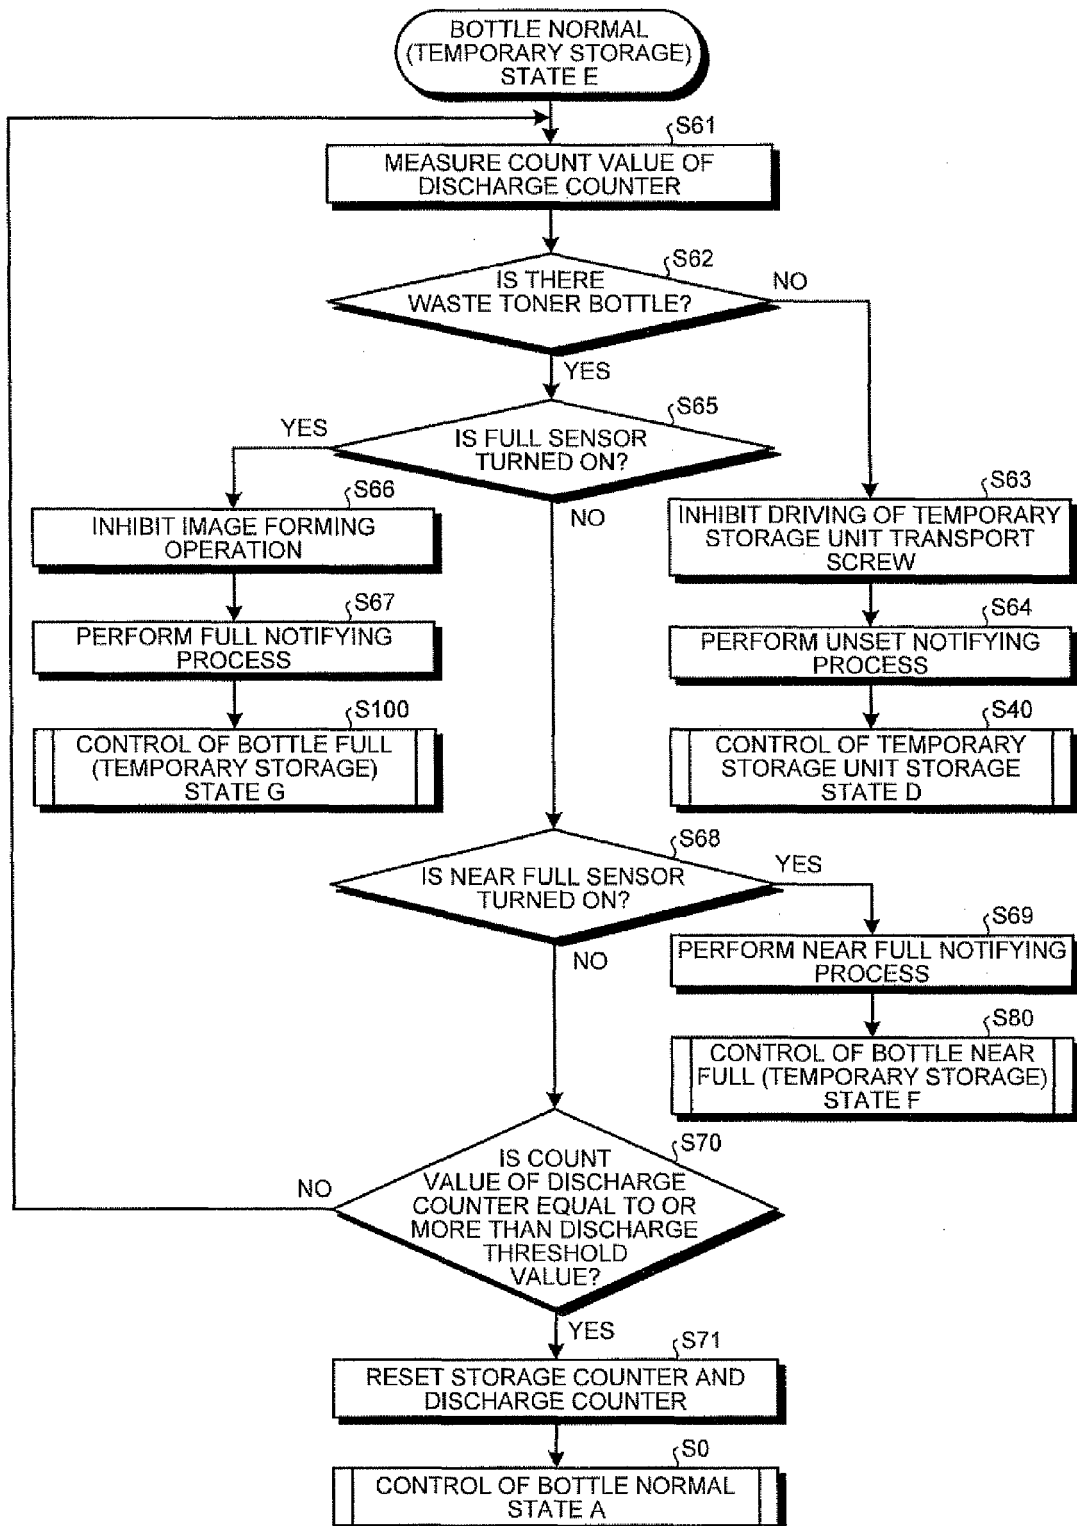 BOTTLE NORMAL
(TEMPORARY STORAGE)
STATE E
S61
MEASURE COUNT VALUE OF
DISCHARGE COUNTER
S62
IS THERE
WASTE TONER BOTTLE?
NO
YES
S65
IS FULL SENSOR
TURNED ON?
YES
NO
S66
INHIBIT IMAGE FORMING
OPERATION
S67
PERFORM FULL NOTIFYING
PROCESS
S100
CONTROL OF BOTTLE FULL
(TEMPORARY STORAGE)
STATE G
S63
INHIBIT DRIVING OF TEMPORARY
STORAGE UNIT TRANSPORT
SCREW
S64
PERFORM UNSET NOTIFYING
PROCESS
S40
CONTROL OF TEMPORARY
STORAGE UNIT STORAGE
STATE D
S68
IS NEAR FULL SENSOR
TURNED ON?
YES
NO
S69
PERFORM NEAR FULL NOTIFYING
PROCESS
S80
CONTROL OF BOTTLE NEAR
FULL (TEMPORARY STORAGE)
STATE F
S70
IS COUNT
VALUE OF DISCHARGE
COUNTER EQUAL TO OR
MORE THAN DISCHARGE
THRESHOLD
VALUE?
NO
YES
S71
RESET STORAGE COUNTER AND
DISCHARGE COUNTER
S0
CONTROL OF BOTTLE NORMAL
STATE A